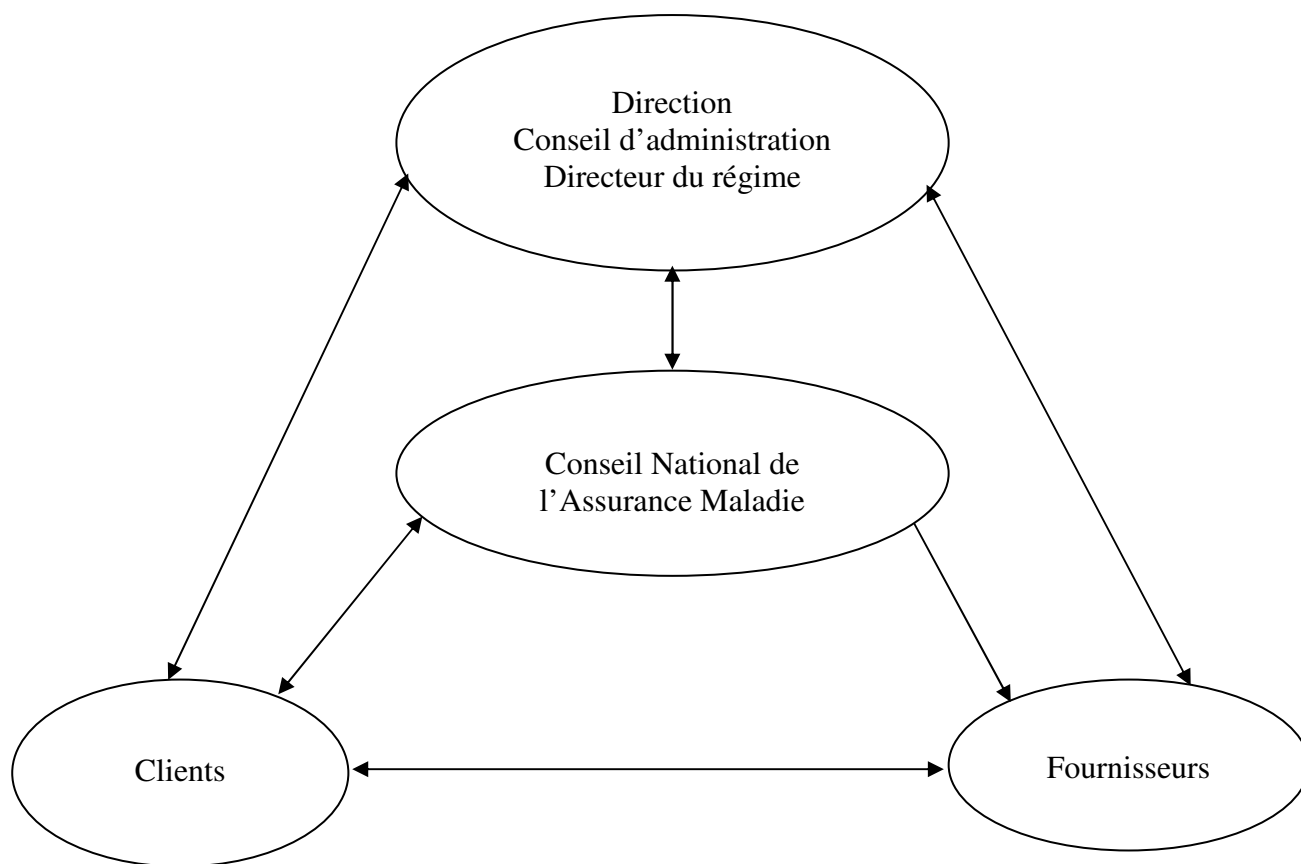 Direction
Conseil d’administration
Directeur du régime
Conseil National de
l’Assurance Maladie
Clients
Fournisseurs